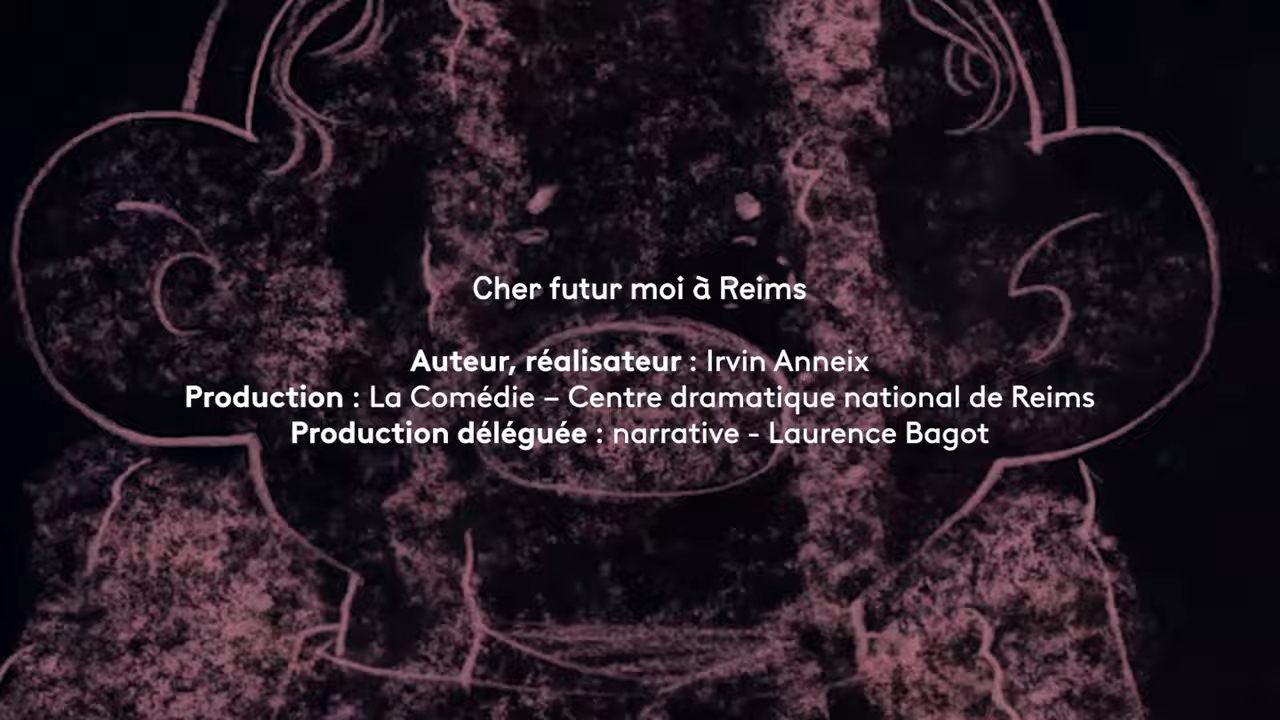 Cher futur moi à Reims
Auteur, réalisateur : Irvin Anneix
Production : La Comédie – Centre dramatique national de Reims
Production déléguée : narrative - Laurence Bagot